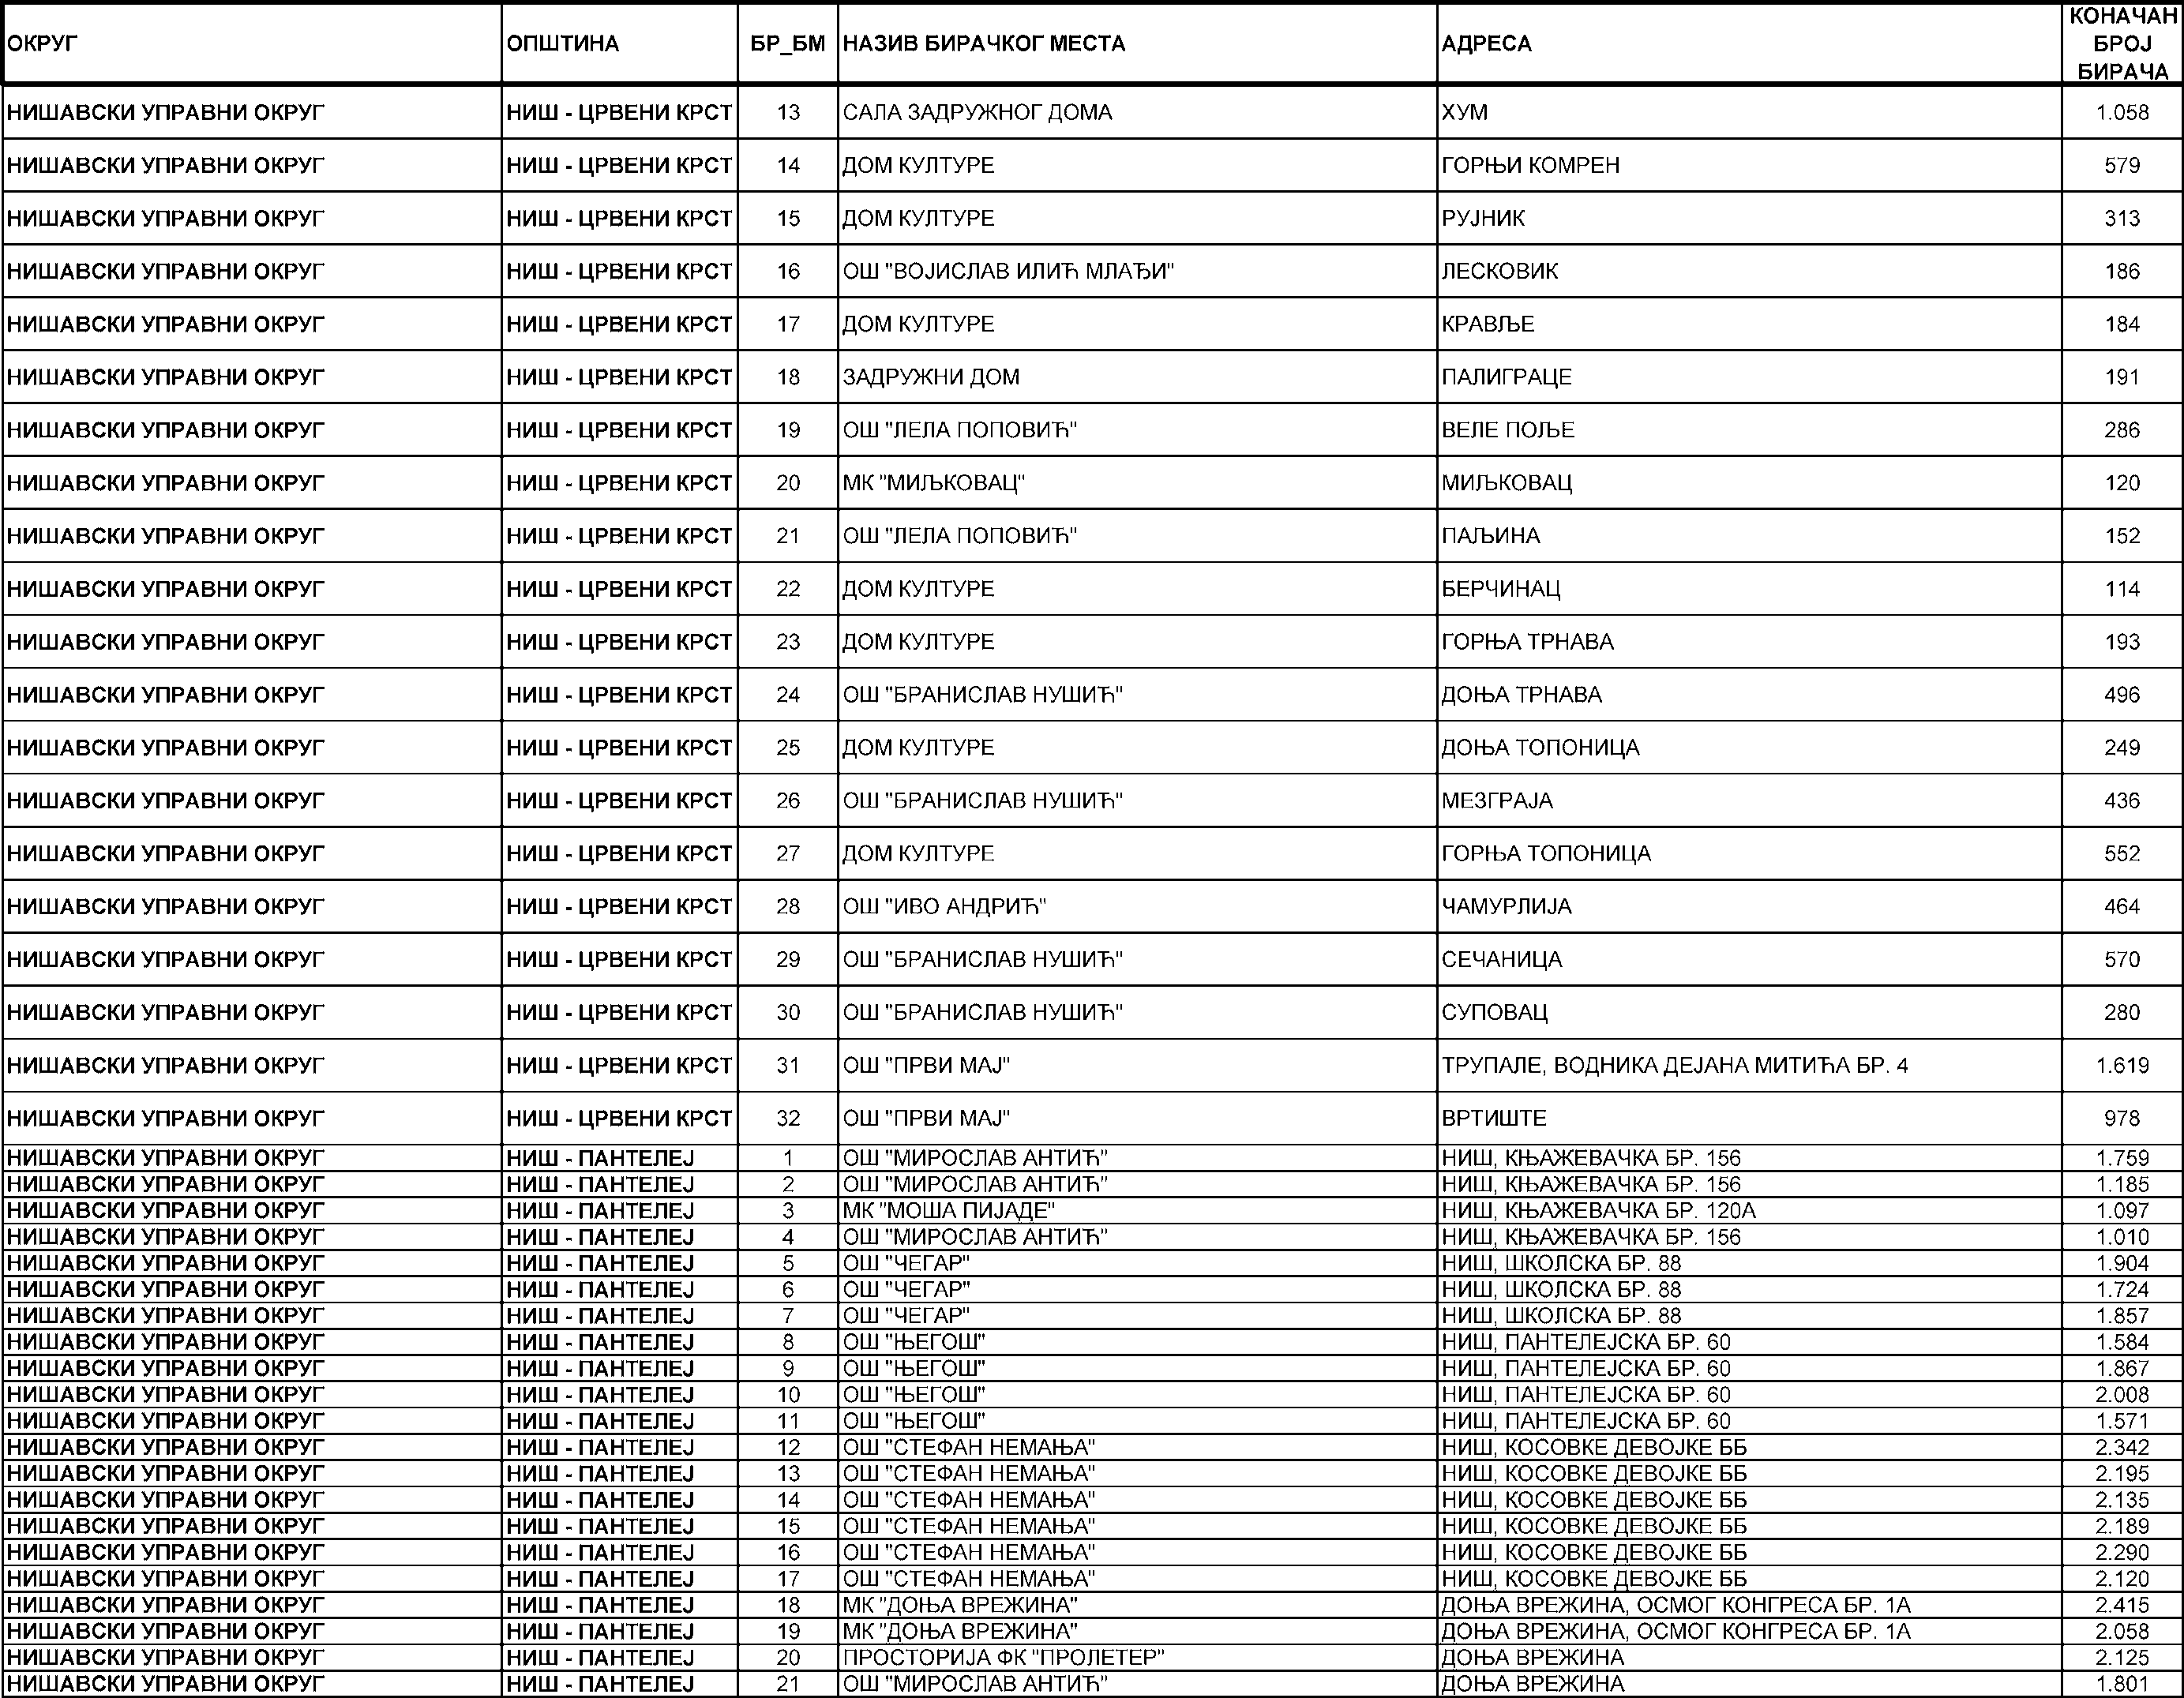 ОКРУГ ОПШТИНА БР_БМ НАЗИВ БИРАЧКОГ МЕСТА АДРЕСА КОНАЧАН БРОЈ БИРАЧА
НИШАВСКИ УПРАВНИ ОКРУГ НИШ - ЦРВЕНИ КРСТ 13 САЛА ЗАДРУЖНОГ ДОМА ХУМ 1.058
НИШАВСКИ УПРАВНИ ОКРУГ НИШ - ЦРВЕНИ КРСТ 14 ДОМ КУЛТУРЕ ГОРЊИ КОМРЕН 579
НИШАВСКИ УПРАВНИ ОКРУГ НИШ - ЦРВЕНИ КРСТ 15 ДОМ КУЛТУРЕ РУЈНИК 313
НИШАВСКИ УПРАВНИ ОКРУГ НИШ - ЦРВЕНИ КРСТ 16 ОШ "ВОЈИСЛАВ ИЛИЋ МЛАЂИ" ЛЕСКОВИК 186
НИШАВСКИ УПРАВНИ ОКРУГ НИШ - ЦРВЕНИ КРСТ 17 ДОМ КУЛТУРЕ КРАВЉЕ 184
НИШАВСКИ УПРАВНИ ОКРУГ НИШ - ЦРВЕНИ КРСТ 18 ЗАДРУЖНИ ДОМ ПАЛИГРАЦЕ 191
НИШАВСКИ УПРАВНИ ОКРУГ НИШ - ЦРВЕНИ КРСТ 19 ОШ "ЛЕЛА ПОПОВИЋ" ВЕЛЕ ПОЉЕ 286
НИШАВСКИ УПРАВНИ ОКРУГ НИШ - ЦРВЕНИ КРСТ 20 МК "МИЉКОВАЦ" МИЉКОВАЦ 120
НИШАВСКИ УПРАВНИ ОКРУГ НИШ - ЦРВЕНИ КРСТ 21 ОШ "ЛЕЛА ПОПОВИЋ" ПАЉИНА 152
НИШАВСКИ УПРАВНИ ОКРУГ НИШ - ЦРВЕНИ КРСТ 22 ДОМ КУЛТУРЕ БЕРЧИНАЦ 114
НИШАВСКИ УПРАВНИ ОКРУГ НИШ - ЦРВЕНИ КРСТ 23 ДОМ КУЛТУРЕ ГОРЊА ТРНАВА 193
НИШАВСКИ УПРАВНИ ОКРУГ НИШ - ЦРВЕНИ КРСТ 24 ОШ "БРАНИСЛАВ НУШИЋ" ДОЊА ТРНАВА 496
НИШАВСКИ УПРАВНИ ОКРУГ НИШ - ЦРВЕНИ КРСТ 25 ДОМ КУЛТУРЕ ДОЊА ТОПОНИЦА 249
НИШАВСКИ УПРАВНИ ОКРУГ НИШ - ЦРВЕНИ КРСТ 26 ОШ "БРАНИСЛАВ НУШИЋ" МЕЗГРАЈА 436
НИШАВСКИ УПРАВНИ ОКРУГ НИШ - ЦРВЕНИ КРСТ 27 ДОМ КУЛТУРЕ ГОРЊА ТОПОНИЦА 552
НИШАВСКИ УПРАВНИ ОКРУГ НИШ - ЦРВЕНИ КРСТ 28 ОШ "ИВО АНДРИЋ" ЧАМУРЛИЈА 464
НИШАВСКИ УПРАВНИ ОКРУГ НИШ - ЦРВЕНИ КРСТ 29 ОШ "БРАНИСЛАВ НУШИЋ" СЕЧАНИЦА 570
НИШАВСКИ УПРАВНИ ОКРУГ НИШ - ЦРВЕНИ КРСТ 30 ОШ "БРАНИСЛАВ НУШИЋ" СУПОВАЦ 280
НИШАВСКИ УПРАВНИ ОКРУГ НИШ - ЦРВЕНИ КРСТ 31 ОШ "ПРВИ МАЈ" ТРУПАЛЕ, ВОДНИКА ДЕЈАНА МИТИЋА БР. 4 1.619
НИШАВСКИ УПРАВНИ ОКРУГ НИШ - ЦРВЕНИ КРСТ 32 ОШ "ПРВИ МАЈ" ВРТИШТЕ 978
НИШАВСКИ УПРАВНИ ОКРУГ НИШ - ПАНТЕЛЕЈ 1 ОШ "МИРОСЛАВ АНТИЋ" НИШ, КЊАЖЕВАЧКА БР. 156 1.759
НИШАВСКИ УПРАВНИ ОКРУГ НИШ - ПАНТЕЛЕЈ 2 ОШ "МИРОСЛАВ АНТИЋ" НИШ, КЊАЖЕВАЧКА БР. 156 1.185
НИШАВСКИ УПРАВНИ ОКРУГ НИШ - ПАНТЕЛЕЈ 3 МК "МОША ПИЈАДЕ" НИШ, КЊАЖЕВАЧКА БР. 120А 1.097
НИШАВСКИ УПРАВНИ ОКРУГ НИШ - ПАНТЕЛЕЈ 4 ОШ "МИРОСЛАВ АНТИЋ" НИШ, КЊАЖЕВАЧКА БР. 156 1.010
НИШАВСКИ УПРАВНИ ОКРУГ НИШ - ПАНТЕЛЕЈ 5 ОШ "ЧЕГАР" НИШ, ШКОЛСКА БР. 88 1.904
НИШАВСКИ УПРАВНИ ОКРУГ НИШ - ПАНТЕЛЕЈ 6 ОШ "ЧЕГАР" НИШ, ШКОЛСКА БР. 88 1.724
НИШАВСКИ УПРАВНИ ОКРУГ НИШ - ПАНТЕЛЕЈ 7 ОШ "ЧЕГАР" НИШ, ШКОЛСКА БР. 88 1.857
НИШАВСКИ УПРАВНИ ОКРУГ НИШ - ПАНТЕЛЕЈ 8 ОШ "ЊЕГОШ" НИШ, ПАНТЕЛЕЈСКА БР. 60 1.584
НИШАВСКИ УПРАВНИ ОКРУГ НИШ - ПАНТЕЛЕЈ 9 ОШ "ЊЕГОШ" НИШ, ПАНТЕЛЕЈСКА БР. 60 1.867
НИШАВСКИ УПРАВНИ ОКРУГ НИШ - ПАНТЕЛЕЈ 10 ОШ "ЊЕГОШ" НИШ, ПАНТЕЛЕЈСКА БР. 60 2.008
НИШАВСКИ УПРАВНИ ОКРУГ НИШ - ПАНТЕЛЕЈ 11 ОШ "ЊЕГОШ" НИШ, ПАНТЕЛЕЈСКА БР. 60 1.571
НИШАВСКИ УПРАВНИ ОКРУГ НИШ - ПАНТЕЛЕЈ 12 ОШ "СТЕФАН НЕМАЊА" НИШ, КОСОВКЕ ДЕВОЈКЕ ББ 2.342
НИШАВСКИ УПРАВНИ ОКРУГ НИШ - ПАНТЕЛЕЈ 13 ОШ "СТЕФАН НЕМАЊА" НИШ, КОСОВКЕ ДЕВОЈКЕ ББ 2.195
НИШАВСКИ УПРАВНИ ОКРУГ НИШ - ПАНТЕЛЕЈ 14 ОШ "СТЕФАН НЕМАЊА" НИШ, КОСОВКЕ ДЕВОЈКЕ ББ 2.135
НИШАВСКИ УПРАВНИ ОКРУГ НИШ - ПАНТЕЛЕЈ 15 ОШ "СТЕФАН НЕМАЊА" НИШ, КОСОВКЕ ДЕВОЈКЕ ББ 2.189
НИШАВСКИ УПРАВНИ ОКРУГ НИШ - ПАНТЕЛЕЈ 16 ОШ "СТЕФАН НЕМАЊА" НИШ, КОСОВКЕ ДЕВОЈКЕ ББ 2.290
НИШАВСКИ УПРАВНИ ОКРУГ НИШ - ПАНТЕЛЕЈ 17 ОШ "СТЕФАН НЕМАЊА" НИШ, КОСОВКЕ ДЕВОЈКЕ ББ 2.120
НИШАВСКИ УПРАВНИ ОКРУГ НИШ - ПАНТЕЛЕЈ 18 МК "ДОЊА ВРЕЖИНА" ДОЊА ВРЕЖИНА, ОСМОГ КОНГРЕСА БР. 1А 2.415
НИШАВСКИ УПРАВНИ ОКРУГ НИШ - ПАНТЕЛЕЈ 19 МК "ДОЊА ВРЕЖИНА" ДОЊА ВРЕЖИНА, ОСМОГ КОНГРЕСА БР. 1А 2.058
НИШАВСКИ УПРАВНИ ОКРУГ НИШ - ПАНТЕЛЕЈ 20 ПРОСТОРИЈА ФК "ПРОЛЕТЕР" ДОЊА ВРЕЖИНА 2.125
НИШАВСКИ УПРАВНИ ОКРУГ НИШ - ПАНТЕЛЕЈ 21 ОШ "МИРОСЛАВ АНТИЋ" ДОЊА ВРЕЖИНА 1.801